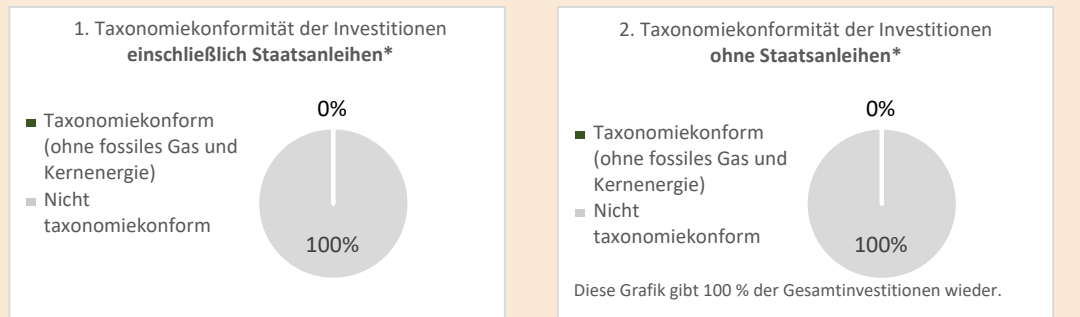 1. Taxonomiekonformität der Investitionen
einschließlich Staatsanleihen*
0%
Taxonomiekonform
(ohne fossiles Gas und
Kernenergie)
Nicht
taxonomiekonform
100%
2. Taxonomiekonformität der Investitionen
ohne Staatsanleihen*
0%
Taxonomiekonform
(ohne fossiles Gas und
Kernenergie)
Nicht
taxonomiekonform
100%
Diese Grafik gibt 100 % der Gesamtinvestitionen wieder.